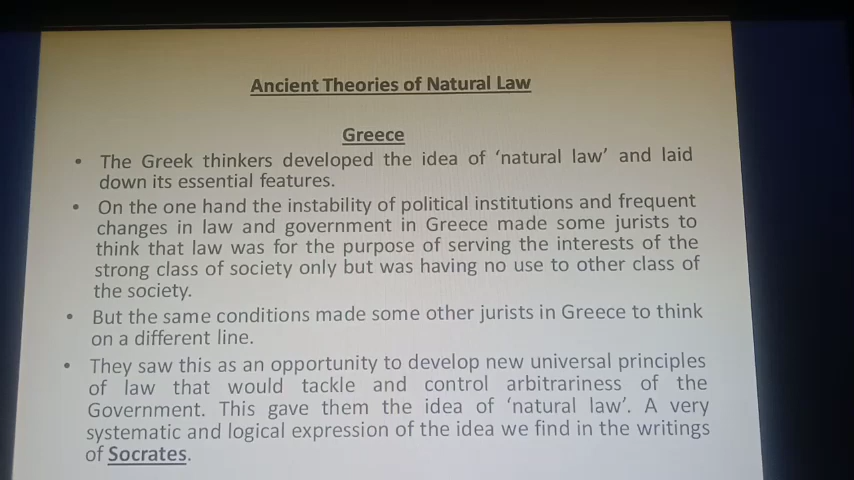 Ancient Theories of Natural Law
Greece
• The Greek thinkers developed the idea of ‘natural law’ and laid
down its essential features.
• On the one hand the instability of political institutions and frequent
changes in law and government in Greece made some jurists to
think that law was for the purpose of serving the interests of the
strong class of society only but was having no use to other class of
the society.
• But the same conditions made some other jurists in Greece to think
on a different line.
• They saw this as an opportunity to develop new universal principles
of law that would tackle and control arbitrariness of the
Government. This gave them the idea of ‘natural law’. A very
systematic and logical expression of the idea we find in the writings
of Socrates.